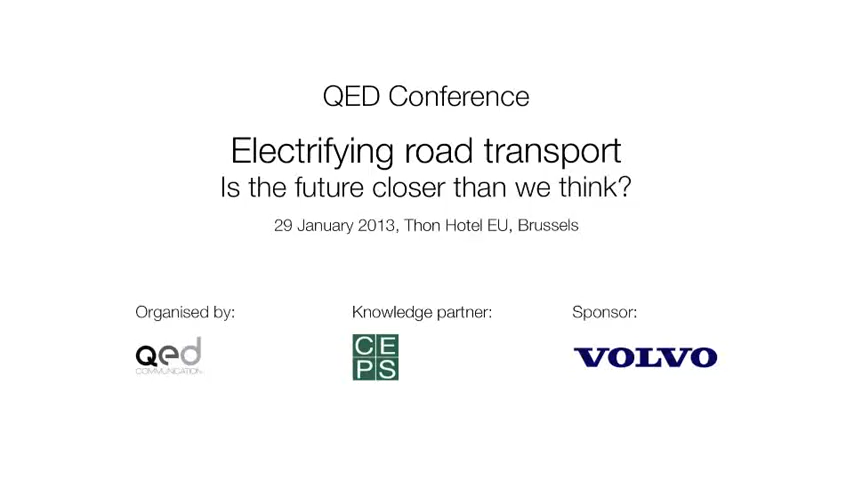 QED Conference
Electrifying road transport
Is the future closer than we think?
29 January 2013, Thon Hotel EU, Brussels
Organised by:
Knowledge partner:
Sponsor:
qed
COMMUNICATION
CE
PS
VOLVO